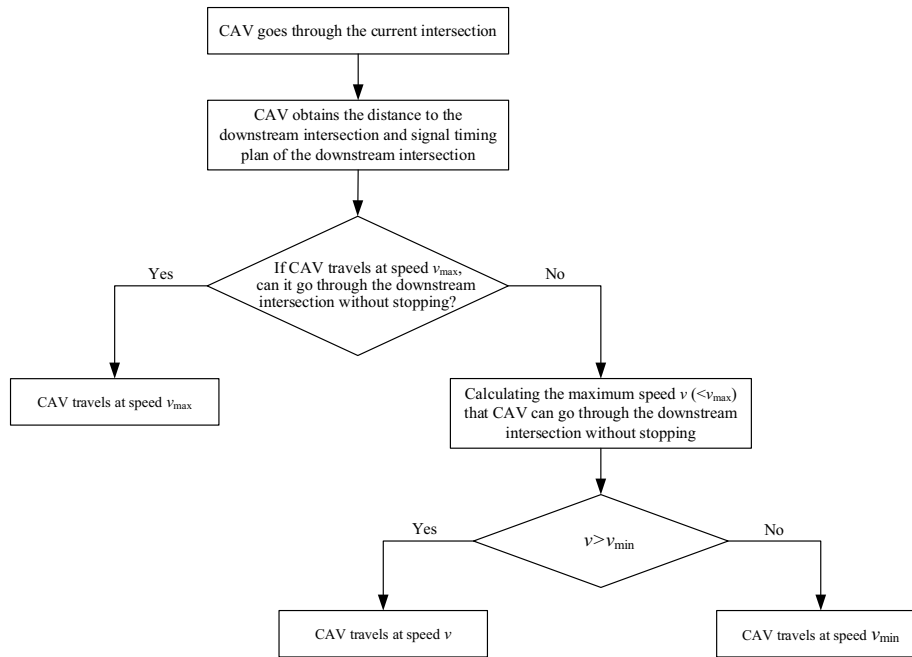 CAV goes through the current intersection
CAV obtains the distance to the
downstream intersection and signal timing
plan of the downstream intersection
If CAV travels at speed vmax,
can it go through the downstream
intersection without stopping?
Yes
No
CAV travels at speed vmax
Calculating the maximum speed v (<vmax)
that CAV can go through the downstream
intersection without stopping
v>vmin
Yes
No
CAV travels at speed v
CAV travels at speed vmin